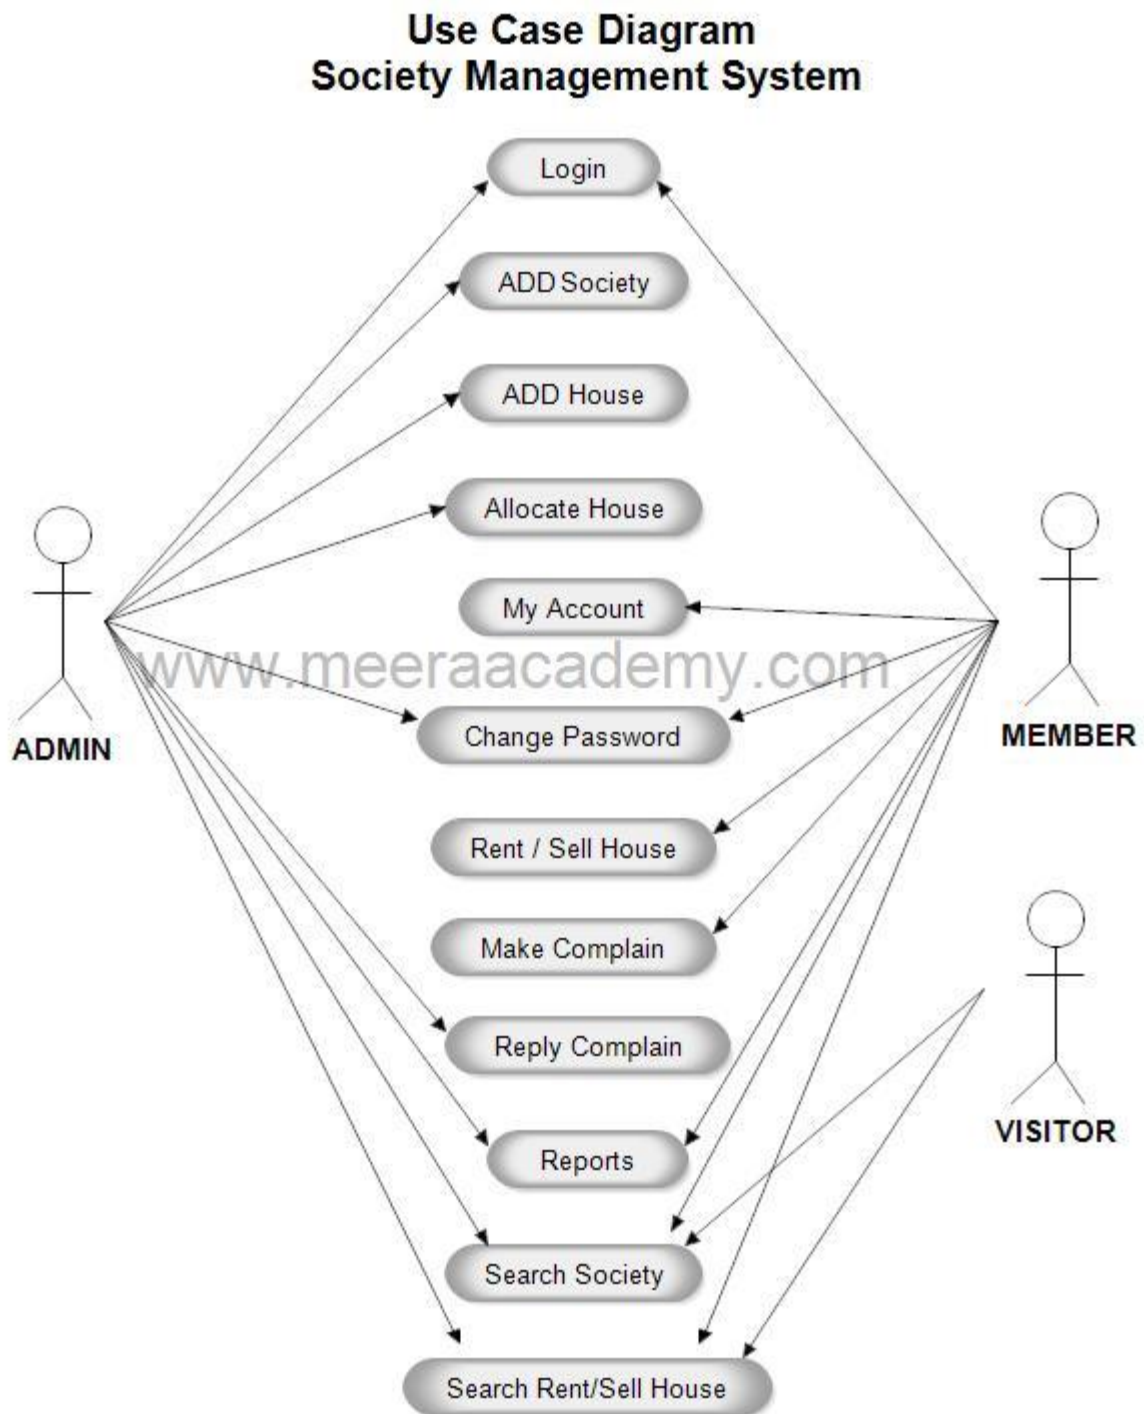 Use Case Diagram
Society Management System
Login
ADD Society
ADD House
Allocate House
My Account
www.meeraacademy.com
Change Password
ADMIN
MEMBER
Rent / Sell House
Make Complain
Reply Complain
VISITOR
Reports
Search Society
Search Rent/Sell House